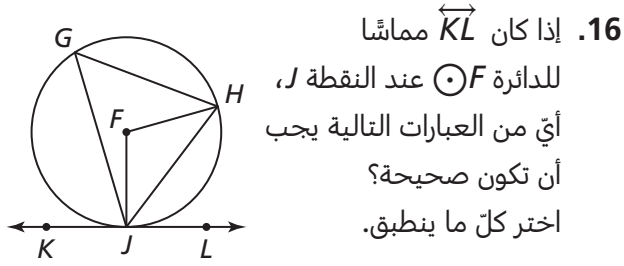 16. إذا كان KL مماسًّا
للدائرة ⊙F عند النقطة J،
أيّ من العبارات التالية يجب
أن تكون صحيحة؟
اختر كلّ ما ينطبق.
G
H
F
K
J
L